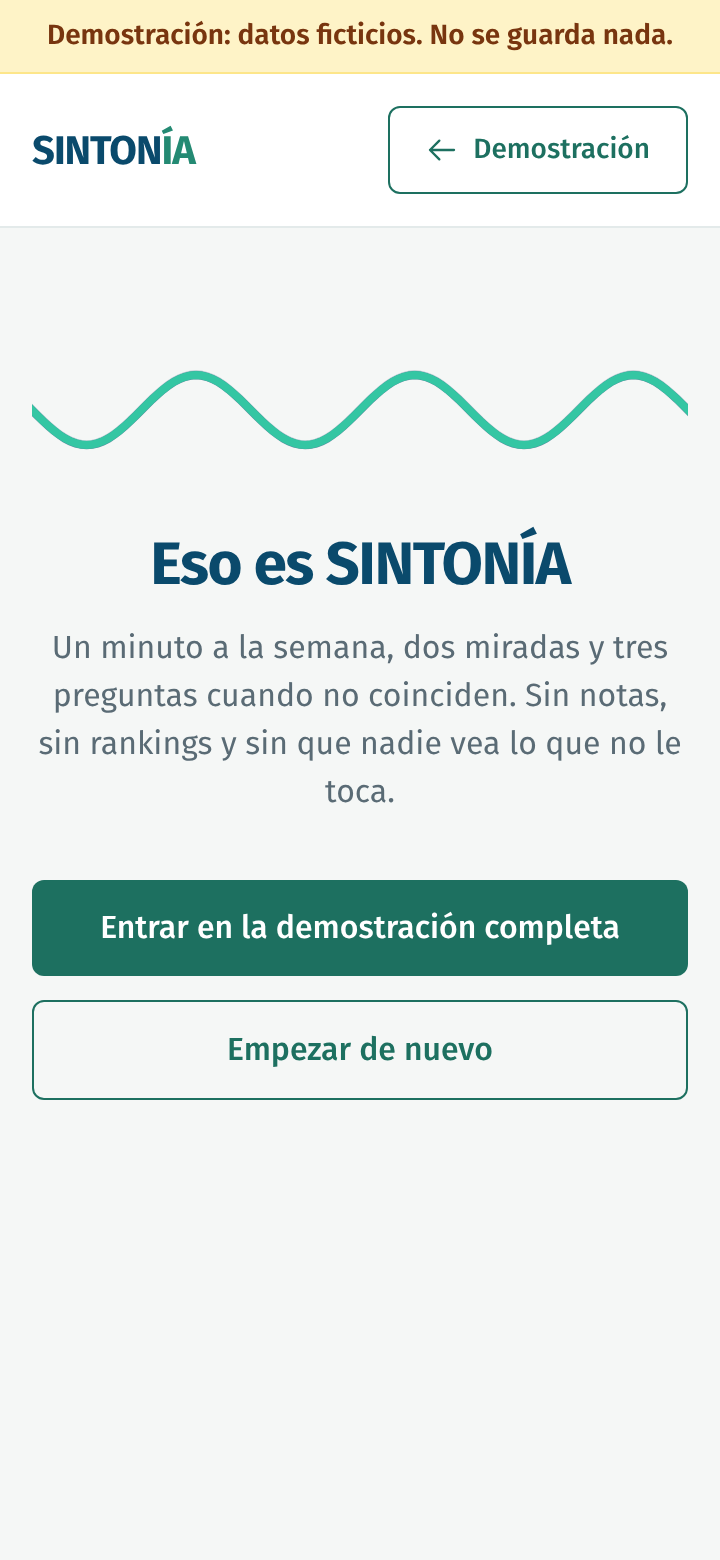 Demostración: datos ficticios. No se guarda nada.
SINTONÍA
← Demostración
Eso es SINTONÍA
Un minuto a la semana, dos miradas y tres
preguntas cuando no coinciden. Sin notas,
sin rankings y sin que nadie vea lo que no le
toca.
Entrar en la demostración completa
Empezar de nuevo